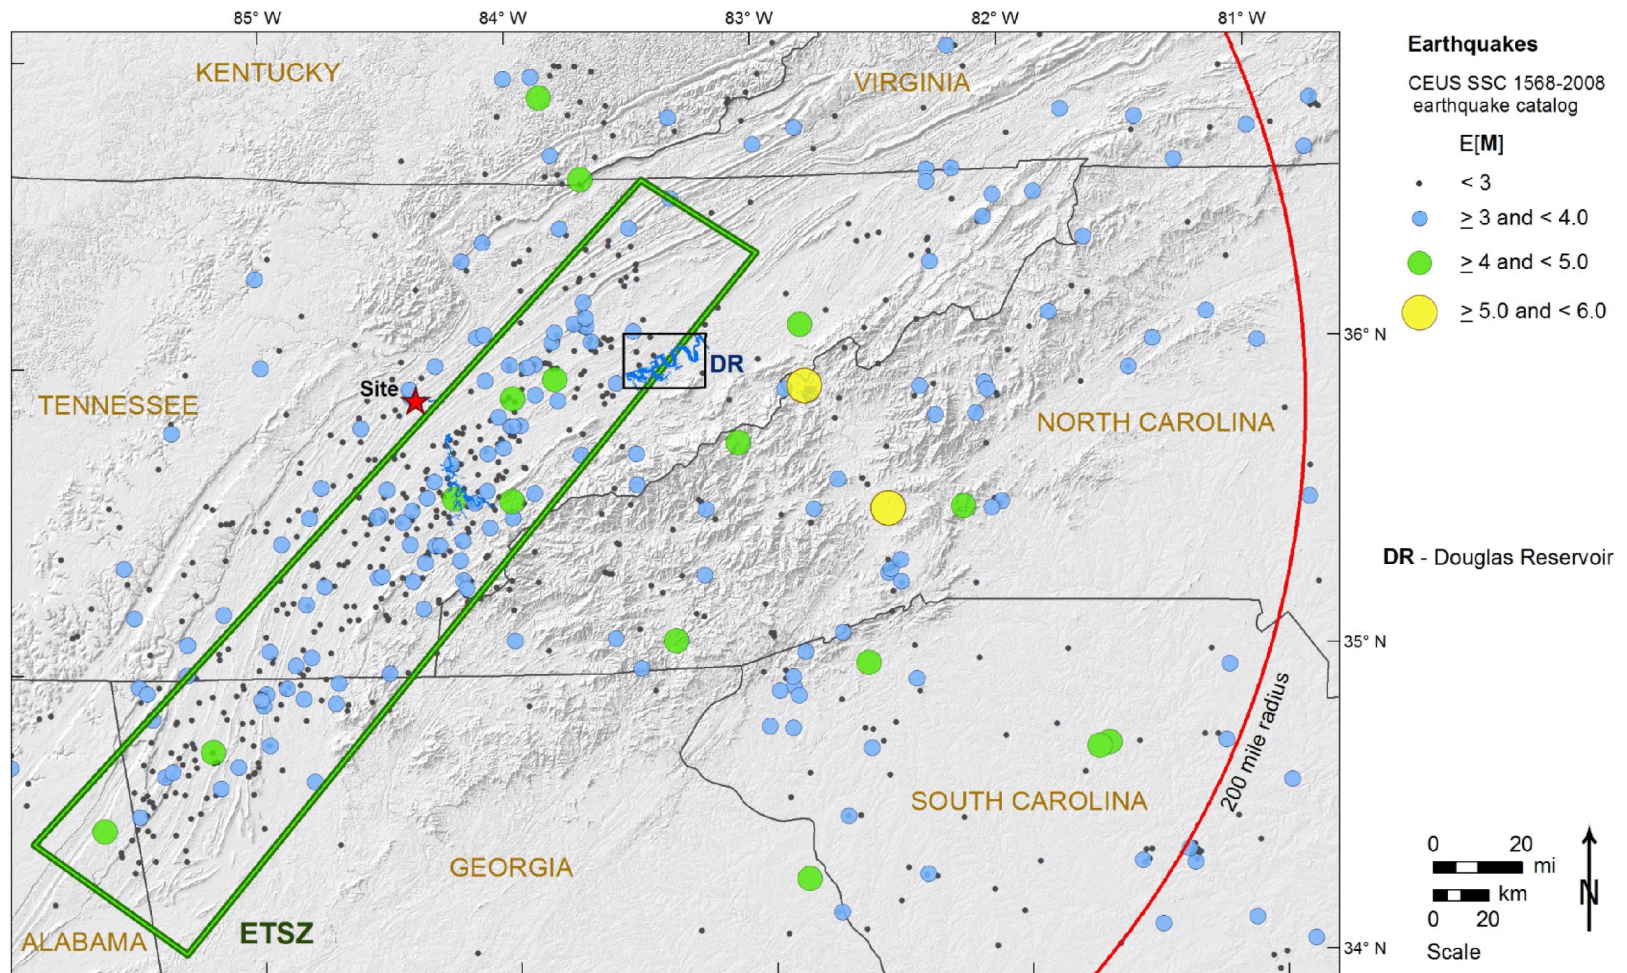 85° W 84° W 83° W 82° W 81° W
KENTUCKY
VIRGINIA
Site
TENNESSEE
DR
NORTH CAROLINA
36° N
35° N
200 mile radius
SOUTH CAROLINA
GEORGIA
ETSZ
ALABAMA
34° N
Earthquakes
CEUS SSC 1568-2008
earthquake catalog
E[M]
< 3
≥ 3 and < 4.0
≥ 4 and < 5.0
≥ 5.0 and < 6.0
DR - Douglas Reservoir
0 20
mi
km
0 20
Scale
N